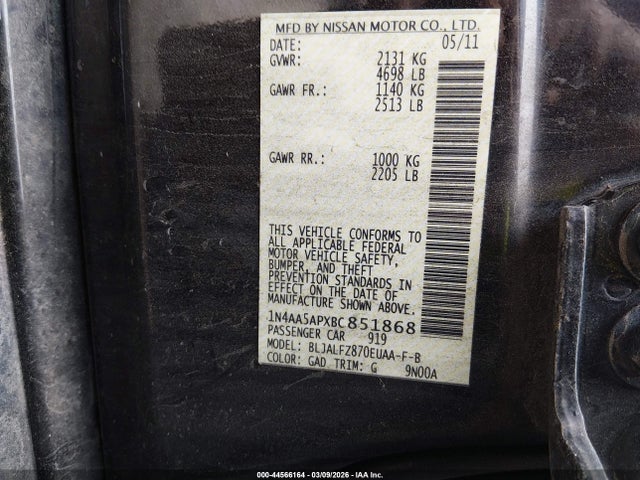 MFD BY NISSAN MOTOR CO., LTD.
DATE: 05/11
GVWR: 2131 KG
4698 LB
GAWR FR.: 1140 KG
2513 LB
GAWR RR.: 1000 KG
2205 LB
THIS VEHICLE CONFORMS TO
ALL APPLICABLE FEDERAL
MOTOR VEHICLE SAFETY,
BUMPER, AND THEFT
PREVENTION STANDARDS IN
EFFECT ON THE DATE OF
MANUFACTURE SHOWN ABOVE.
1N4AA5APXBC851868
PASSENGER CAR 919
MODEL: BLJALFZ870EUAA-F-B
COLOR: GAD TRIM: G 9N00A
000-44566164 | 03/09/2026 | IAA Inc.